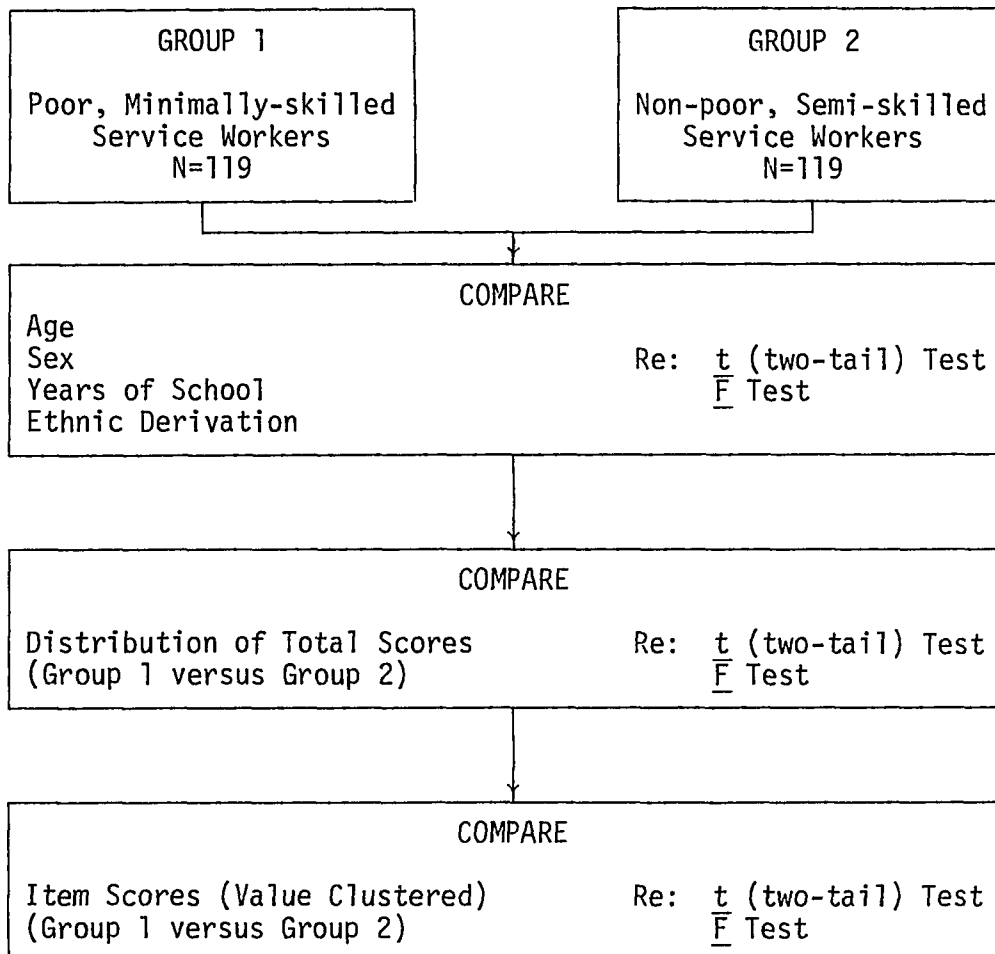 GROUP 1
Poor, Minimally-skilled
Service Workers
N=119
GROUP 2
Non-poor, Semi-skilled
Service Workers
N=119
COMPARE
Age
Sex
Years of School
Ethnic Derivation
Re: t (two-tail) Test
F Test
COMPARE
Distribution of Total Scores
(Group 1 versus Group 2)
Re: t (two-tail) Test
F Test
COMPARE
Item Scores (Value Clustered)
(Group 1 versus Group 2)
Re: t (two-tail) Test
F Test